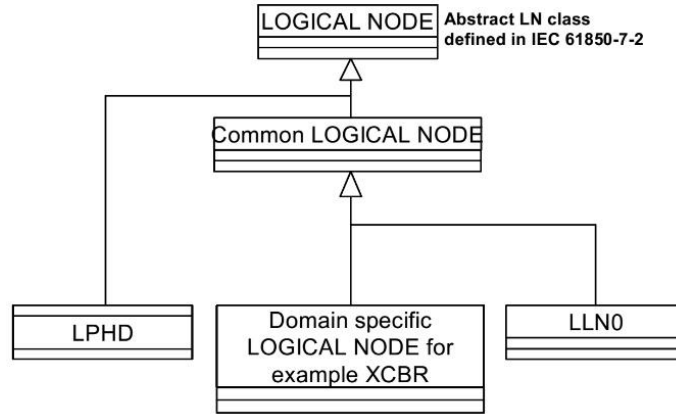 LOGICAL NODE
Abstract LN class
defined in IEC 61850-7-2
Common LOGICAL NODE
LPHD
Domain specific
LOGICAL NODE for
example XCBR
LLN0